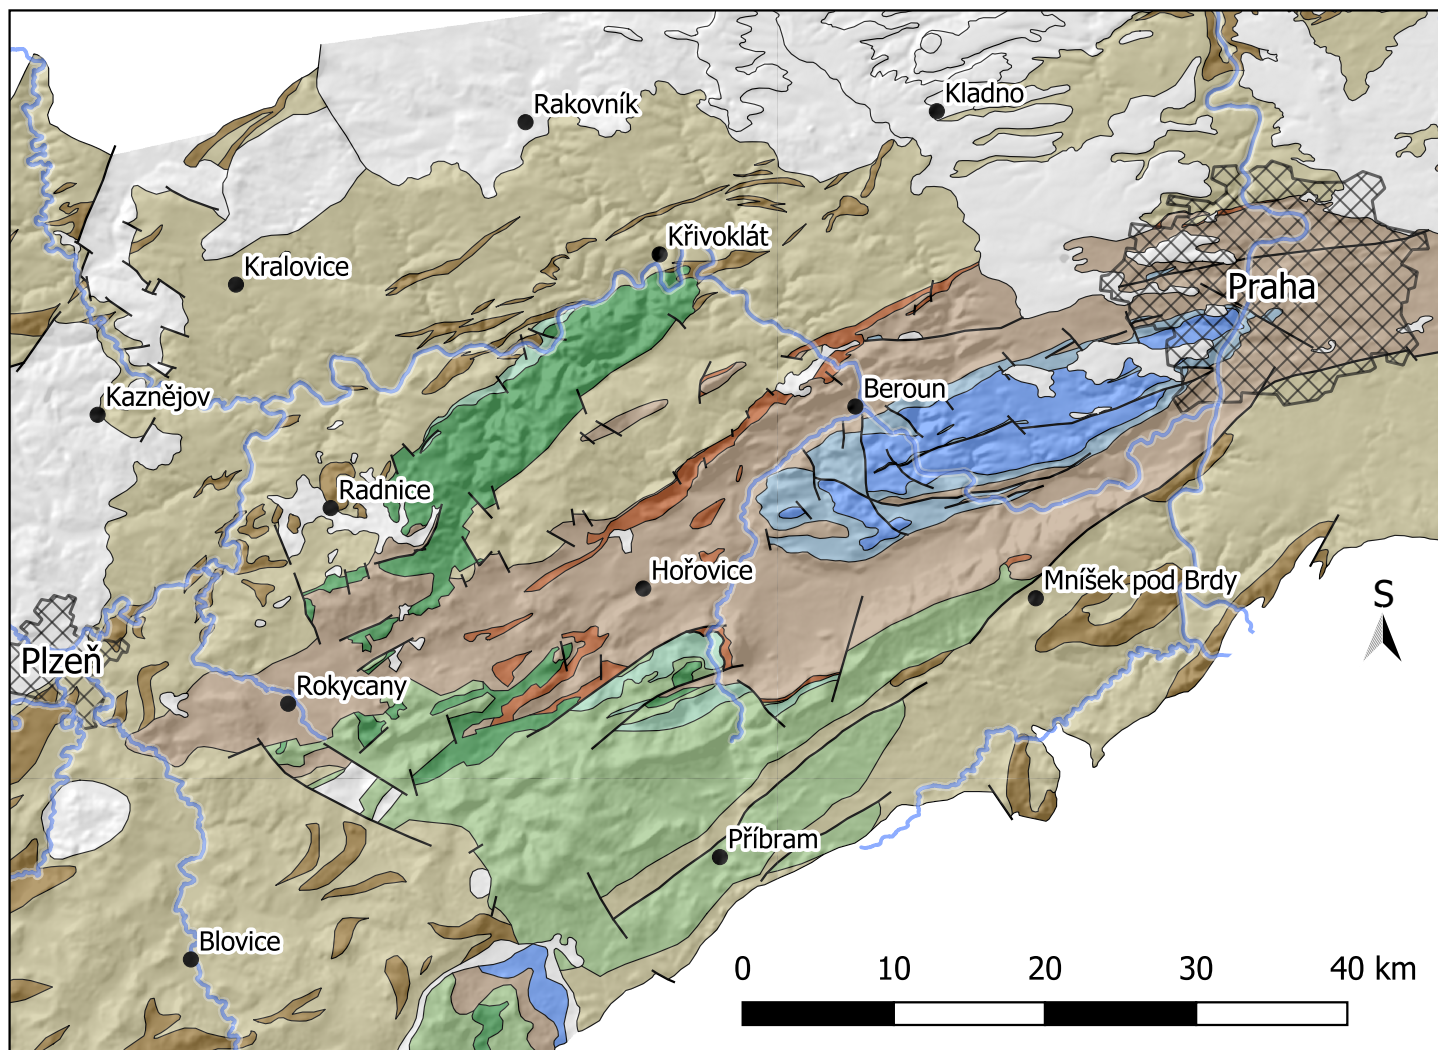 Rakovník
Kladno
Křivoklát
Kralovice
Praha
Kaznějov
Beroun
Radnice
Hořovice
Mníšek pod Brdy
S
Plzeň
Rokycany
Příbram
Blovice
0 10 20 30 40 km